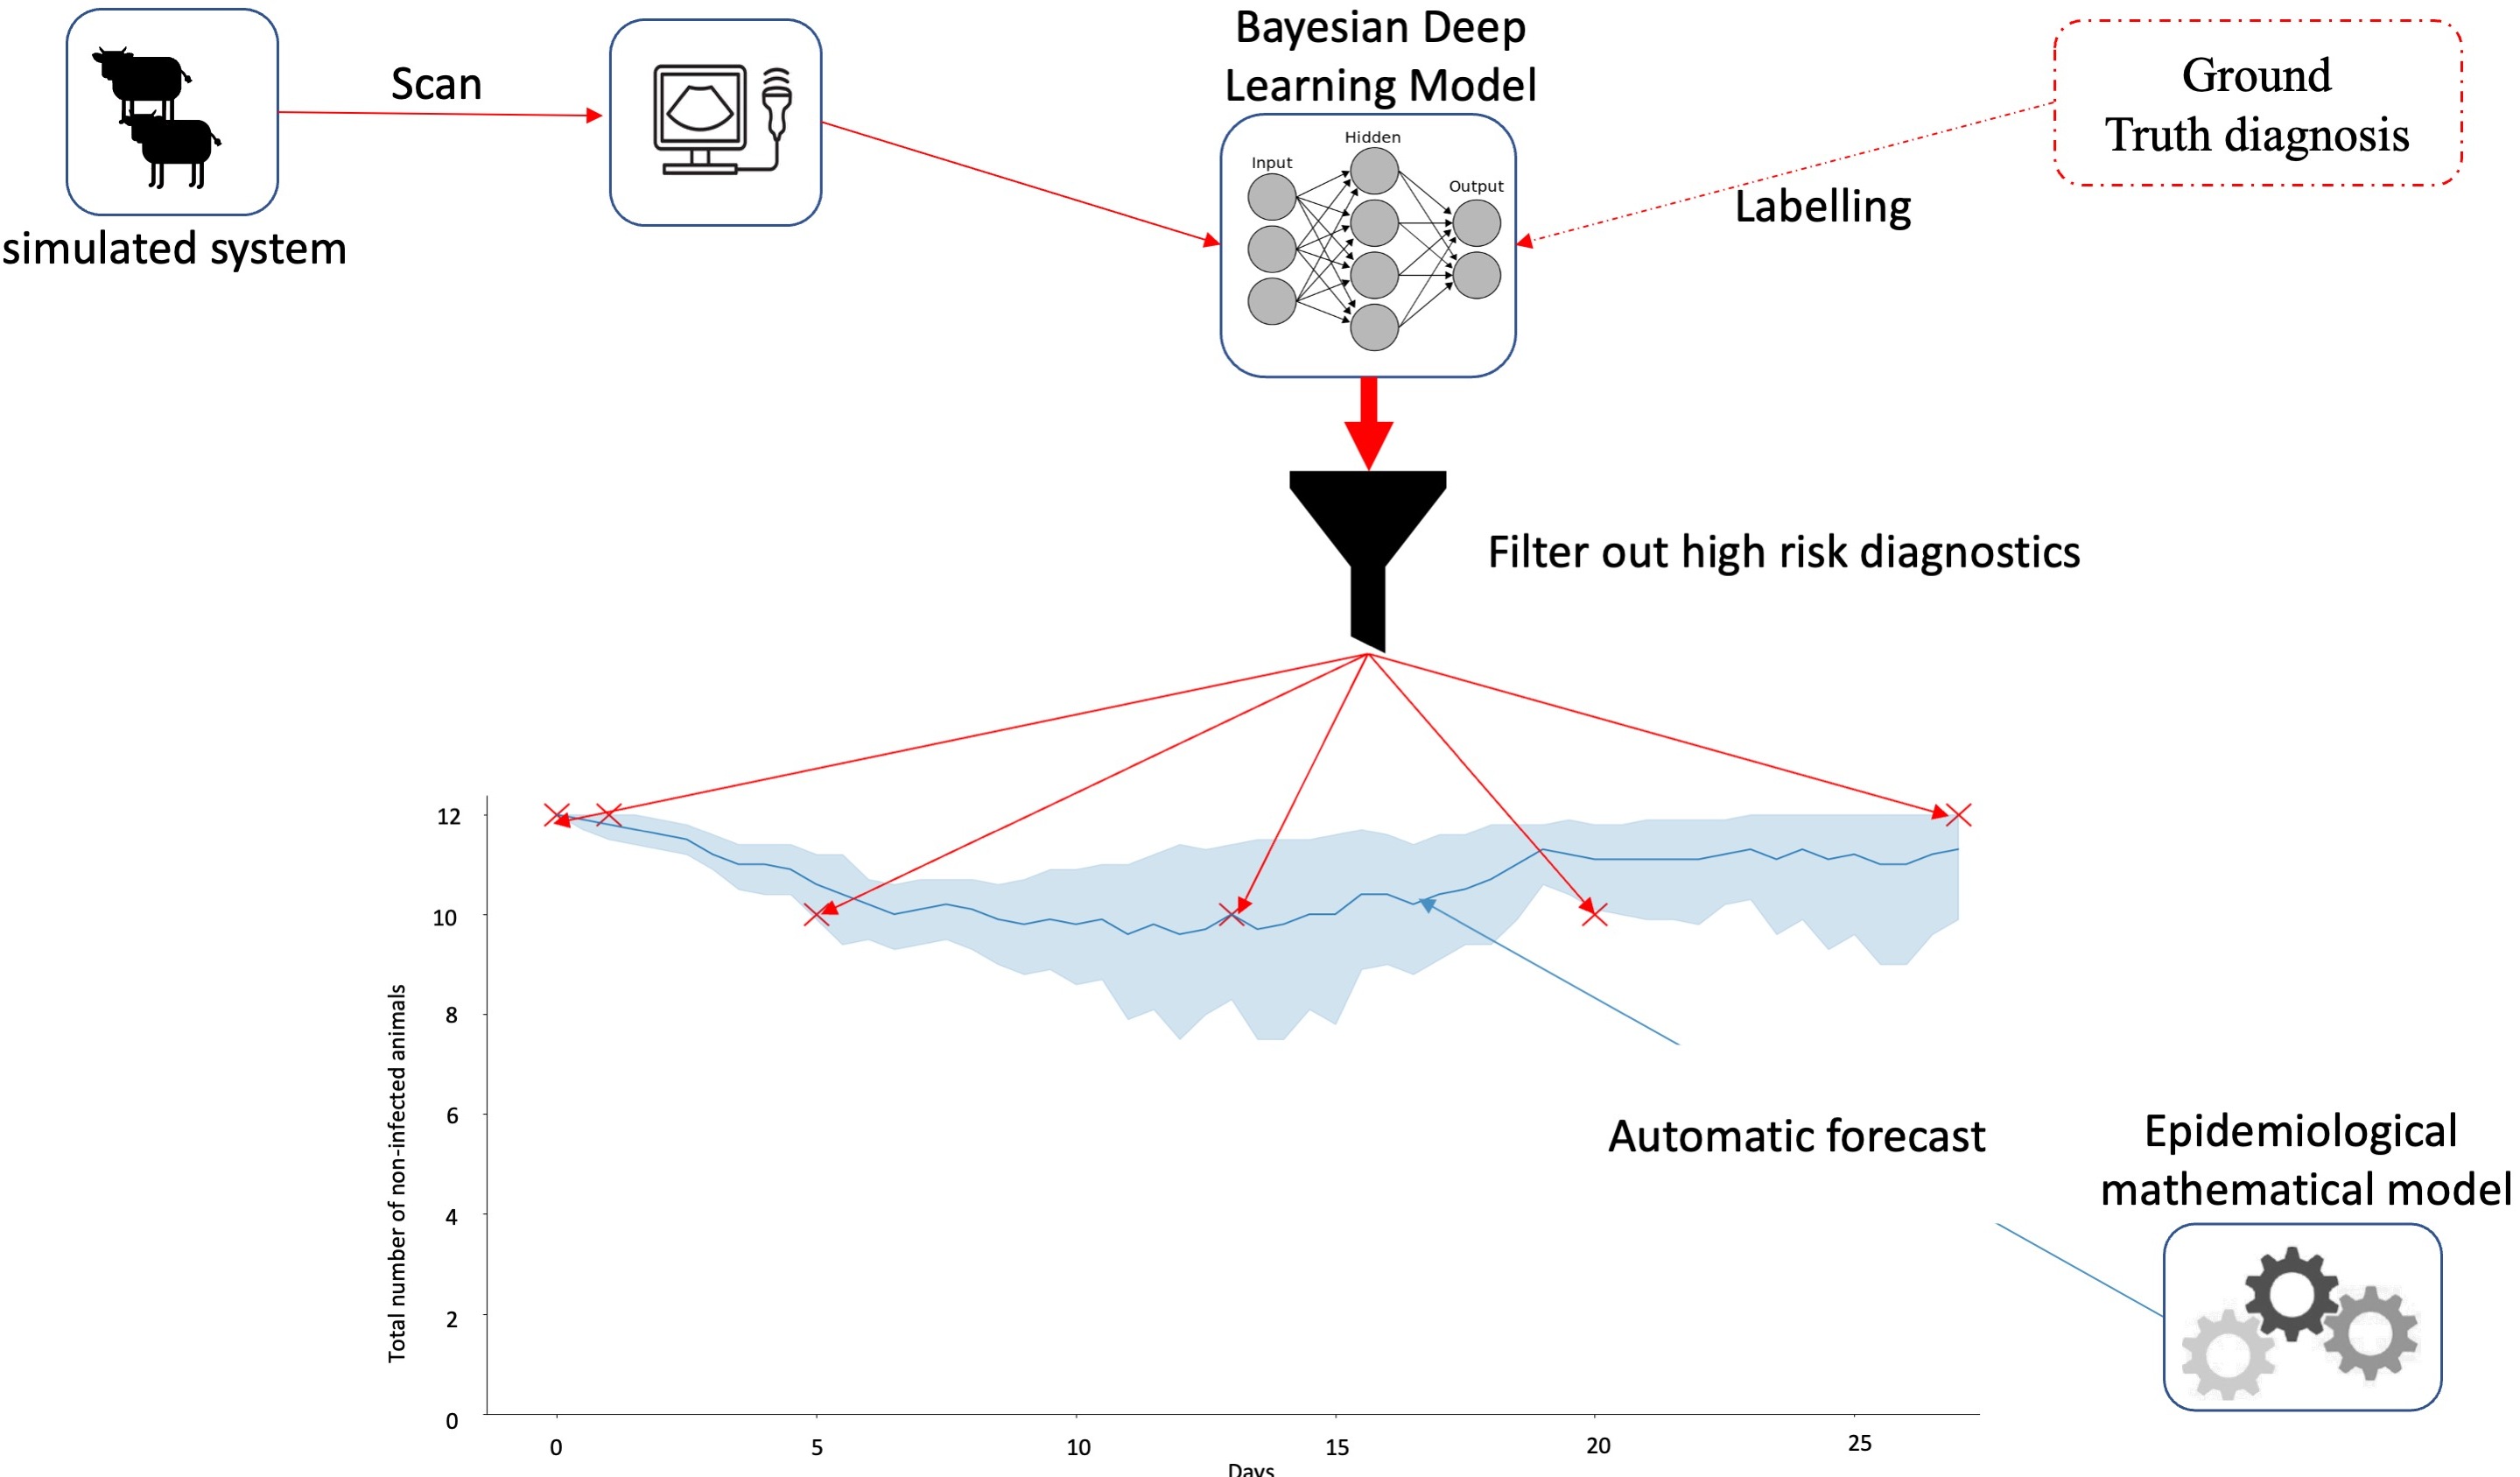 Bayesian Deep
Learning Model
Scan
Ground
Truth diagnosis
simulated system
Input
Hidden
Output
Labelling
Filter out high risk diagnostics
12
10
8
6
4
2
0
Total number of non-infected animals
0
5
10
15
20
25
Days
Automatic forecast
Epidemiological
mathematical model